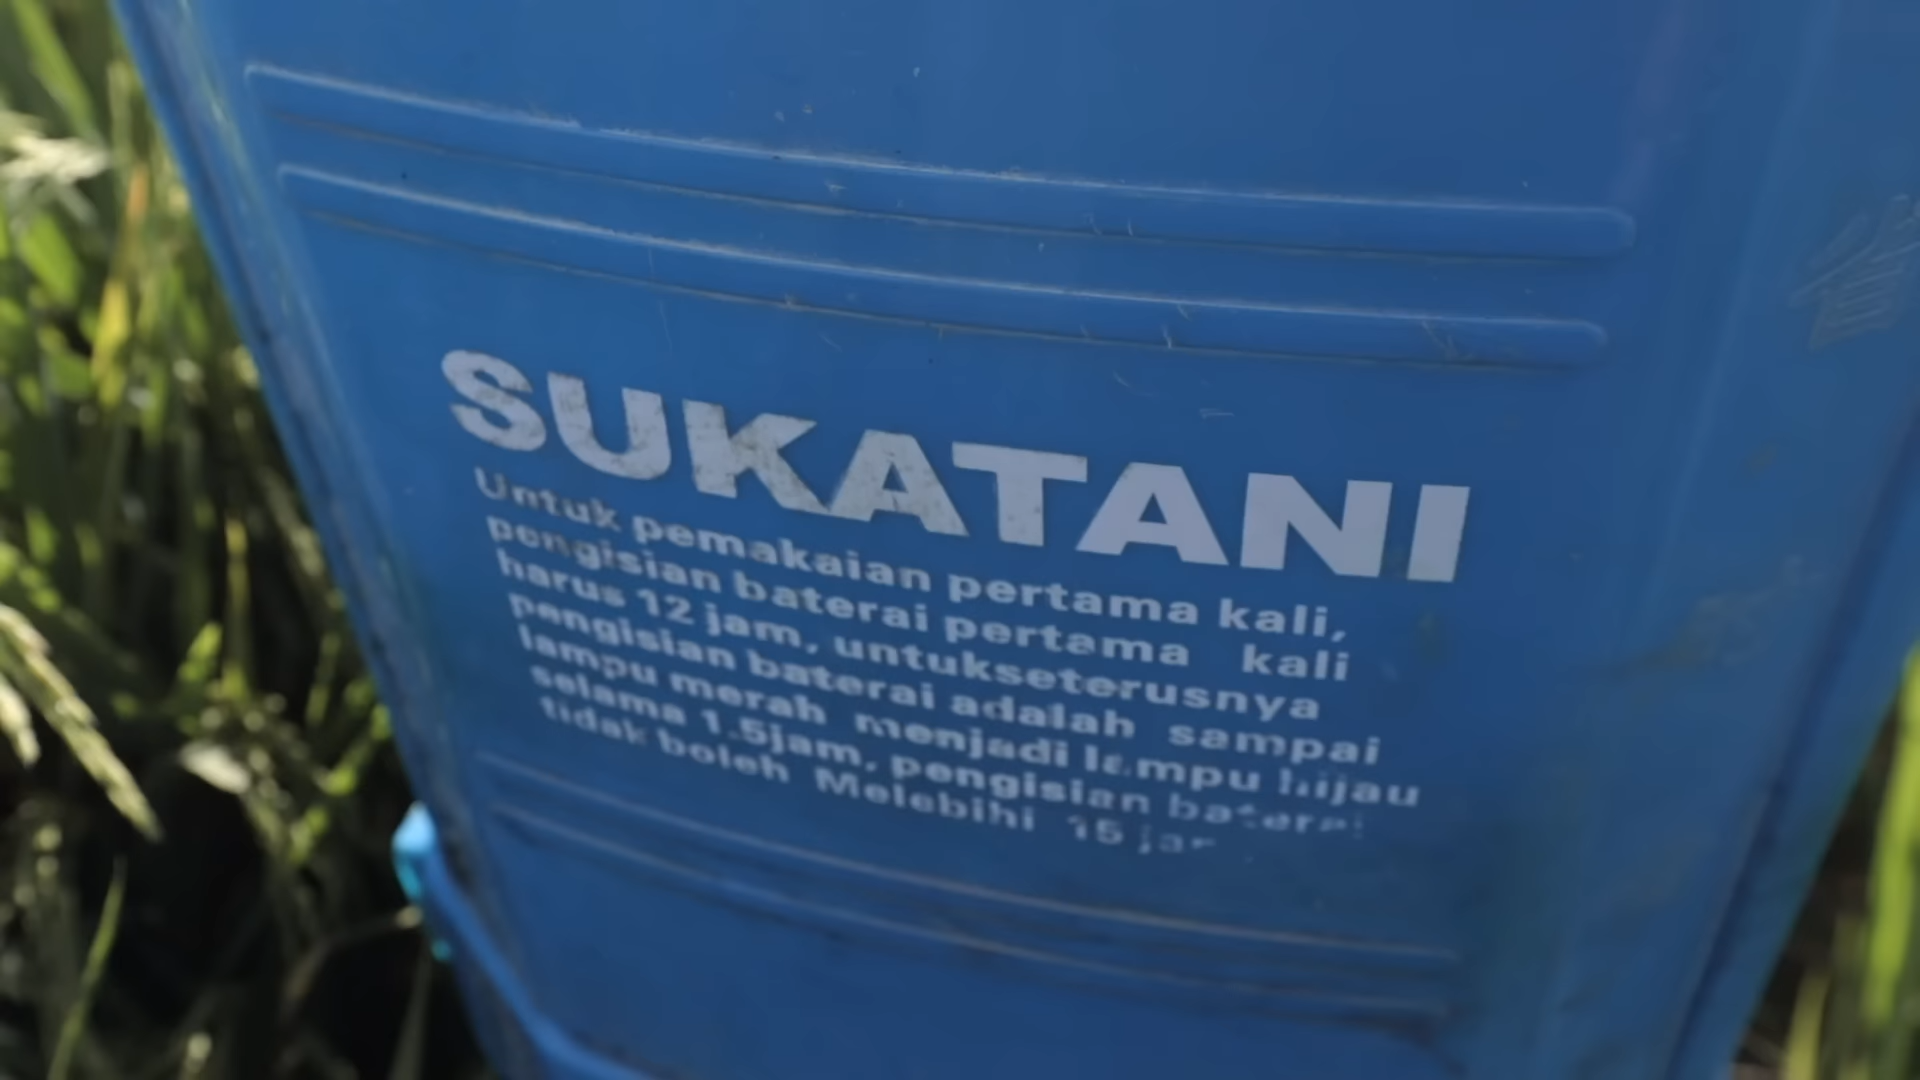 SUKATANI
Untuk pemakaian pertama kali,
pengisian baterai pertama kali
harus 12 jam, untukseterusnya
pengisian baterai adalah sampai
lampu merah menjadi lampu hijau
selama 1.5jam, pengisian baterai
tidak boleh Melebihi 15